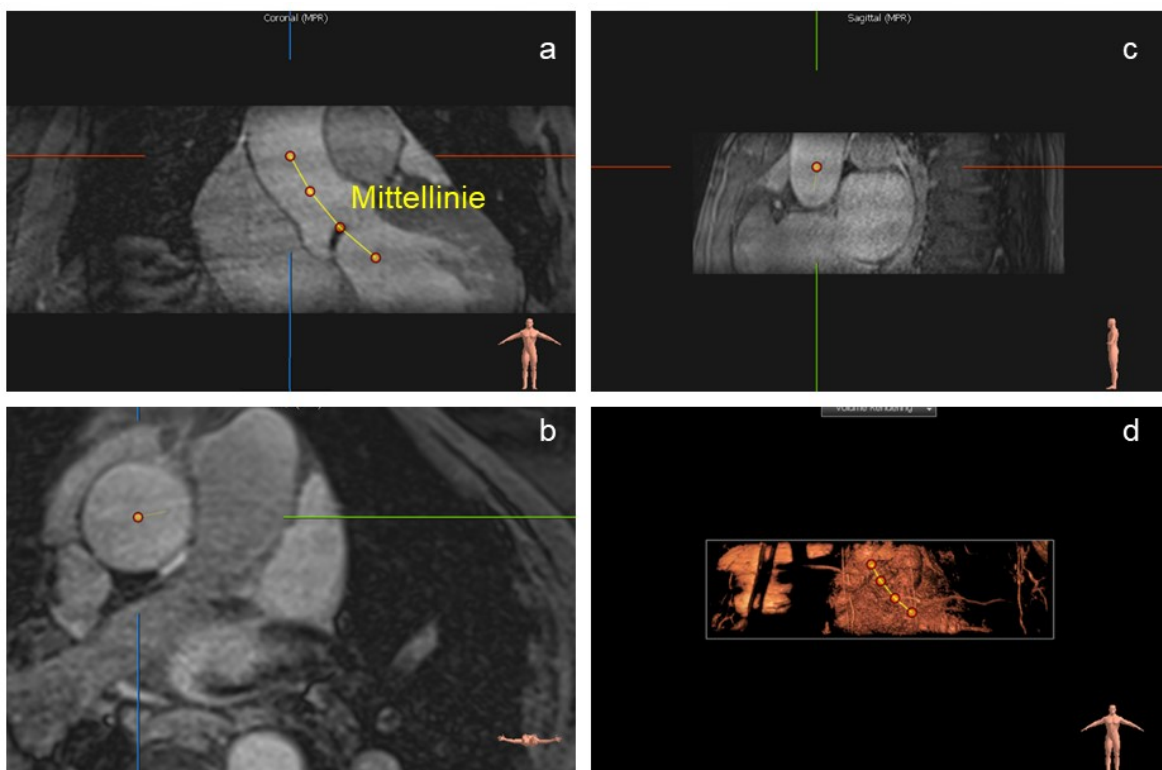 Coronal (MPR)
a
Mittellinie
Sagittal (MPR)
c
b
Volume Rendering
d